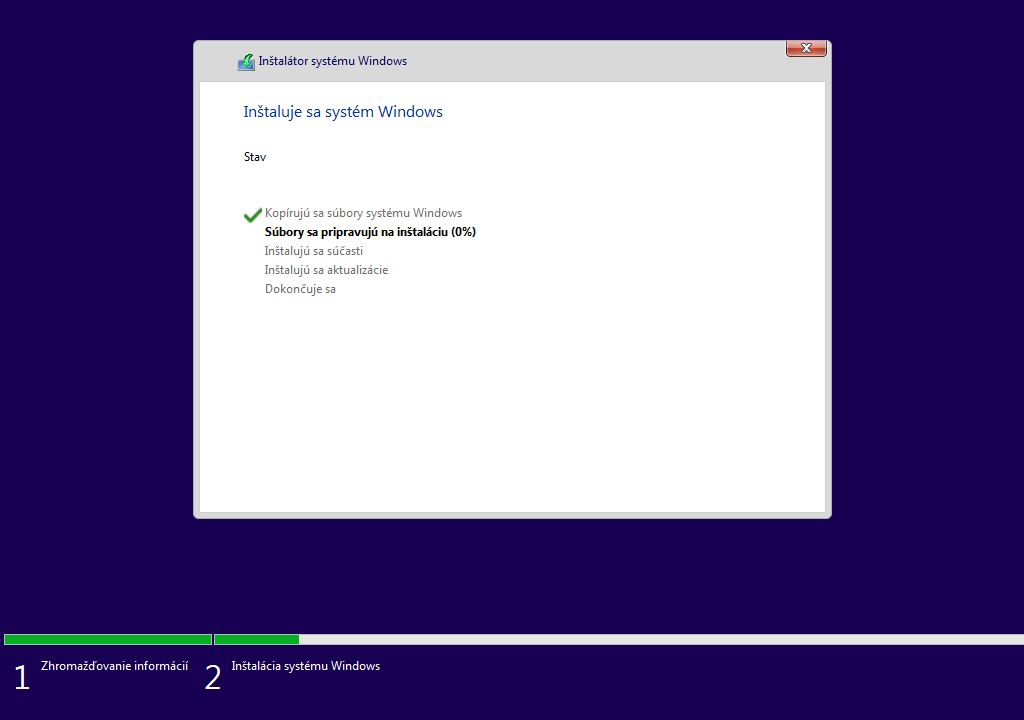 Inštalátor systému Windows
Inštaluje sa systém Windows
Stav
Kopírujú sa súbory systému Windows
Súbory sa pripravujú na inštaláciu (0%)
Inštalujú sa súčasti
Inštalujú sa aktualizácie
Dokončuje sa
1 Zhromažďovanie informácií
2 Inštalácia systému Windows